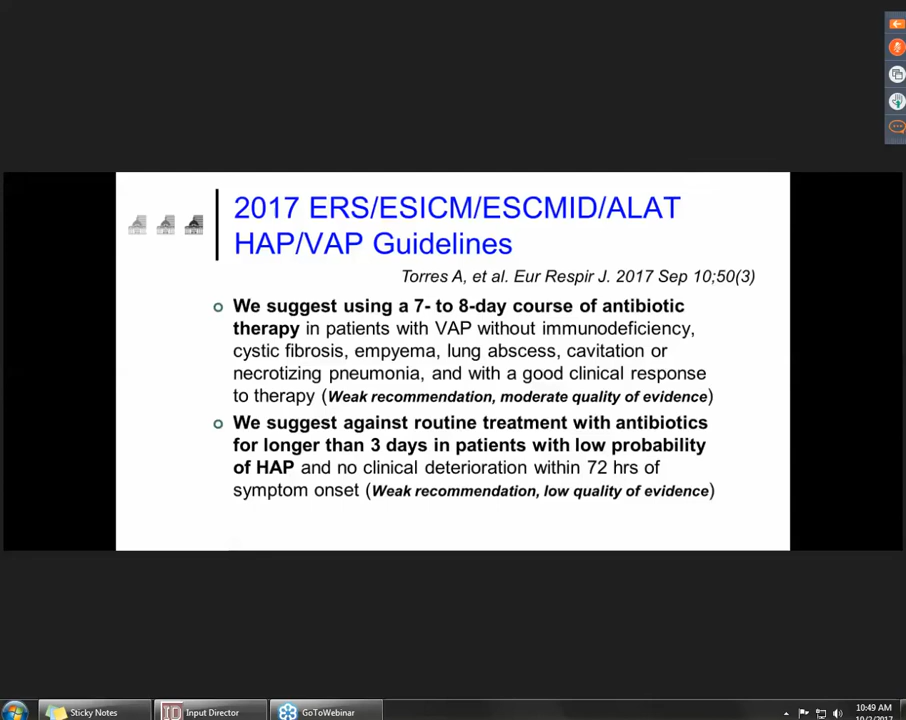 2017 ERS/ESICM/ESCMID/ALAT
HAP/VAP Guidelines
Torres A, et al. Eur Respir J. 2017 Sep 10;50(3)
We suggest using a 7- to 8-day course of antibiotic
therapy in patients with VAP without immunodeficiency,
cystic fibrosis, empyema, lung abscess, cavitation or
necrotizing pneumonia, and with a good clinical response
to therapy (Weak recommendation, moderate quality of evidence)
We suggest against routine treatment with antibiotics
for longer than 3 days in patients with low probability
of HAP and no clinical deterioration within 72 hrs of
symptom onset (Weak recommendation, low quality of evidence)
Sticky Notes
ID Input Director
GoToWebinar
10:49 AM
10/2/2017